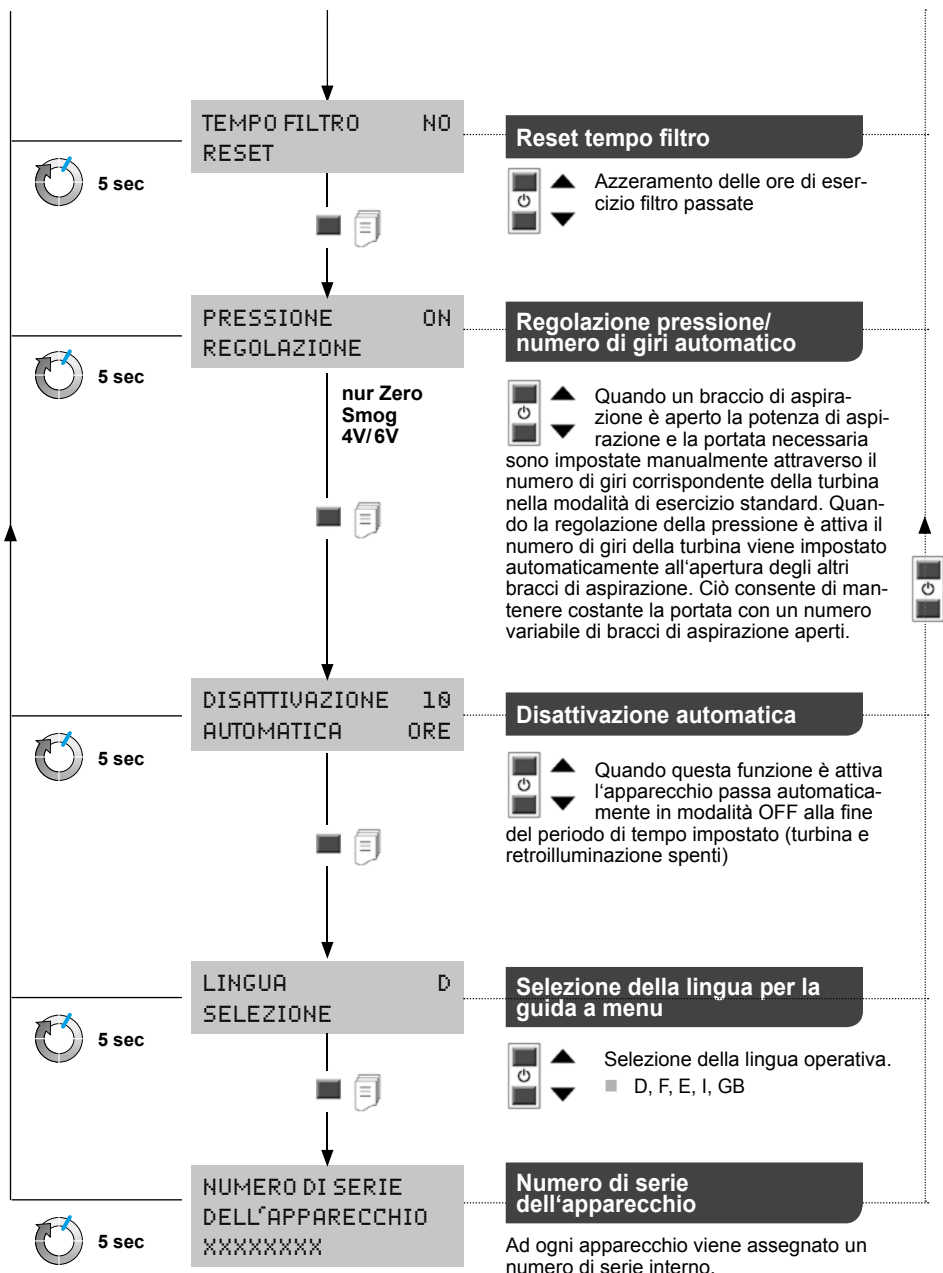 TEMPO FILTRO NO
RESET
5 sec
Reset tempo filtro
Azzeramento delle ore di eser-
cizio filtro passate
PRESSIONE ON
REGOLAZIONE
5 sec
nur Zero
Smog
4V/6V
Regolazione pressione/
numero di giri automatico
Quando un braccio di aspira-
zione è aperto la potenza di aspi-
razione e la portata necessaria
sono impostate manualmente attraverso il
numero di giri corrispondente della turbina
nella modalità di esercizio standard. Quan-
do la regolazione della pressione è attiva il
numero di giri della turbina viene impostato
automaticamente all‘apertura degli altri
bracci di aspirazione. Ciò consente di man-
tenere costante la portata con un numero
variabile di bracci di aspirazione aperti.
DISATTIVAZIONE 10
AUTOMATICA ORE
5 sec
Disattivazione automatica
Quando questa funzione è attiva
l‘apparecchio passa automatica-
mente in modalità OFF alla fine
del periodo di tempo impostato (turbina e
retroilluminazione spenti)
LINGUA D
SELEZIONE
5 sec
Selezione della lingua per la
guida a menu
Selezione della lingua operativa.
■ D, F, E, I, GB
NUMERO DI SERIE
DELL´APPARECCHIO
XXXXXXXX
5 sec
Numero di serie
dell‘apparecchio
Ad ogni apparecchio viene assegnato un
numero di serie interno.